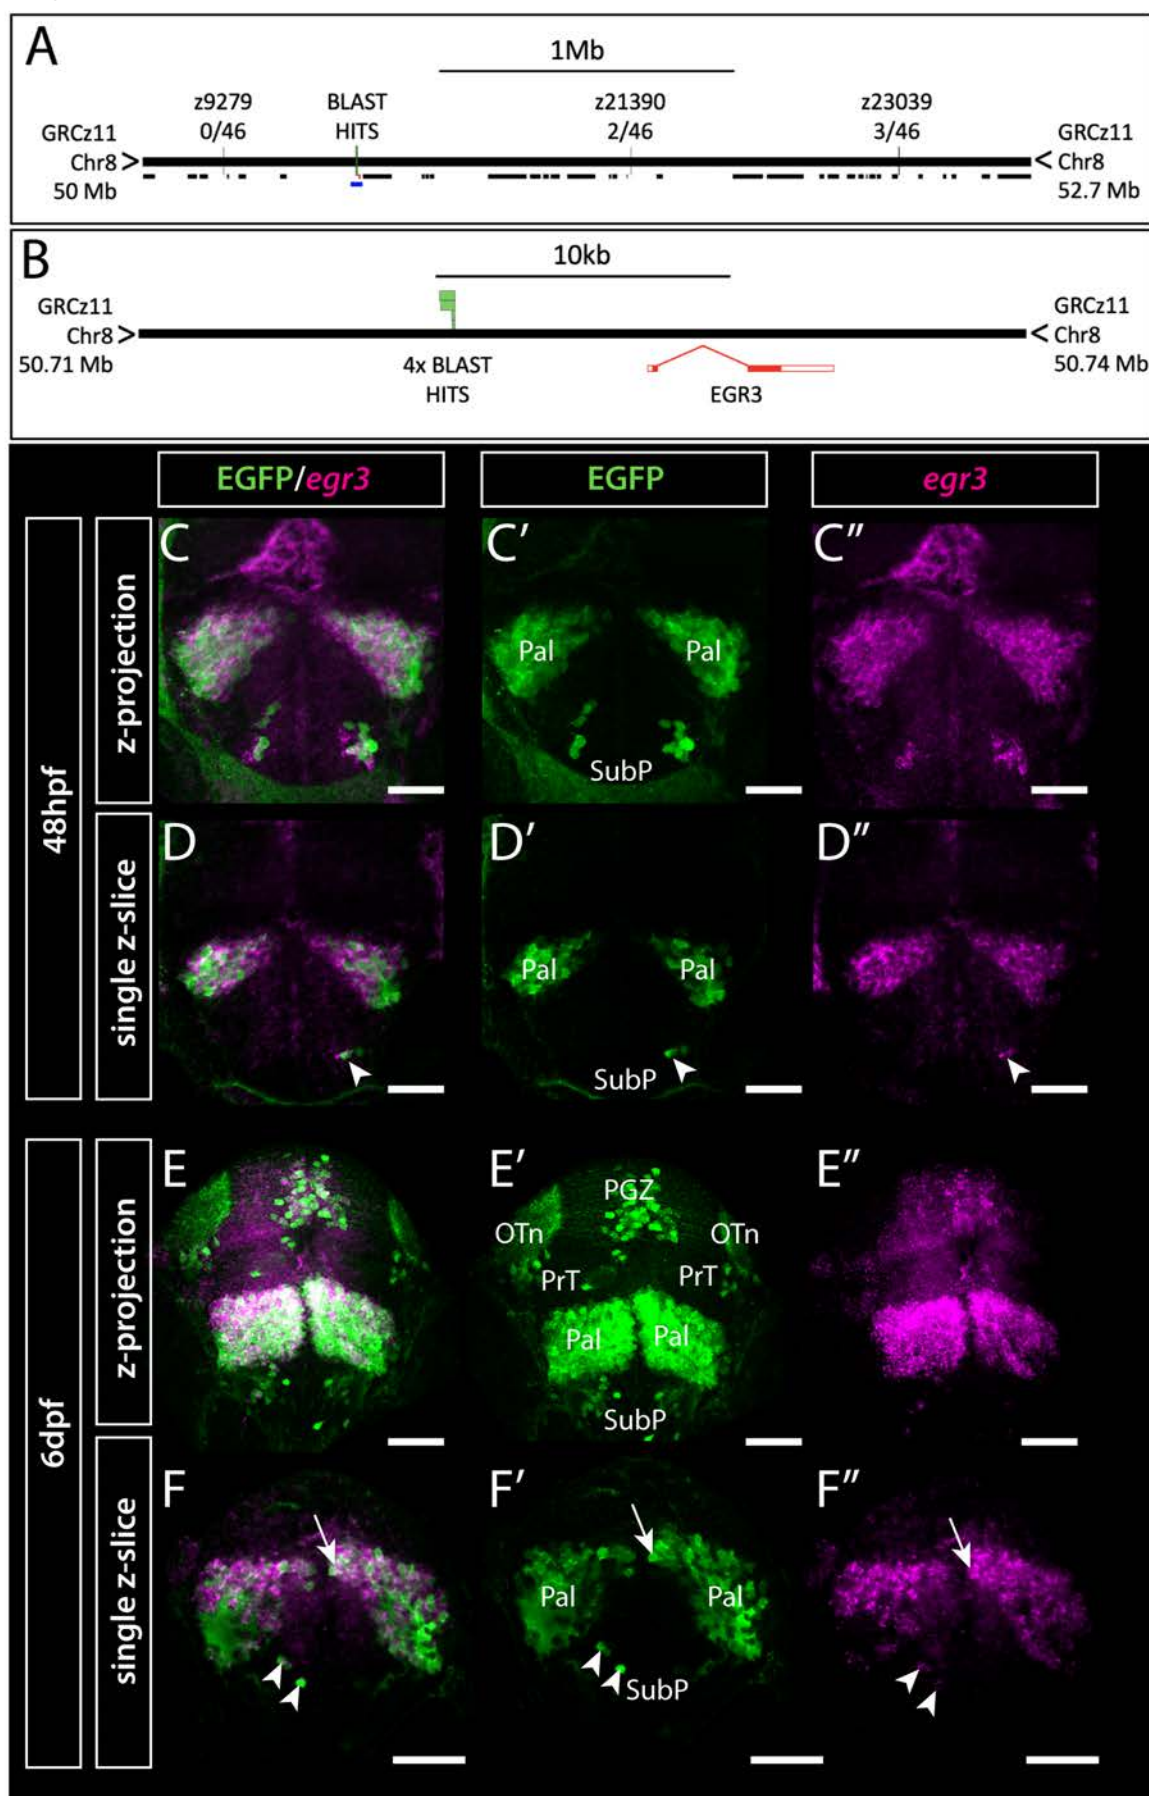 A
1Mb
z9279
BLAST
z21390
z23039
GRCz11
0/46
HITS
2/46
3/46
GRCz11
Chr8 >
< Chr8
50 Mb
52.7 Mb
B
10kb
GRCz11
GRCz11
Chr8 >
< Chr8
50.71 Mb
4x BLAST
50.74 Mb
HITS
EGR3
EGFP/egr3
EGFP
egr3
48hpf
z-projection
C
C′
C″
Pal
Pal
SubP
single z-slice
D
D′
D″
Pal
Pal
SubP
6dpf
z-projection
E
E′
E″
PGZ
OTn
OTn
PrT
PrT
Pal
Pal
SubP
single z-slice
F
F′
F″
Pal
Pal
SubP